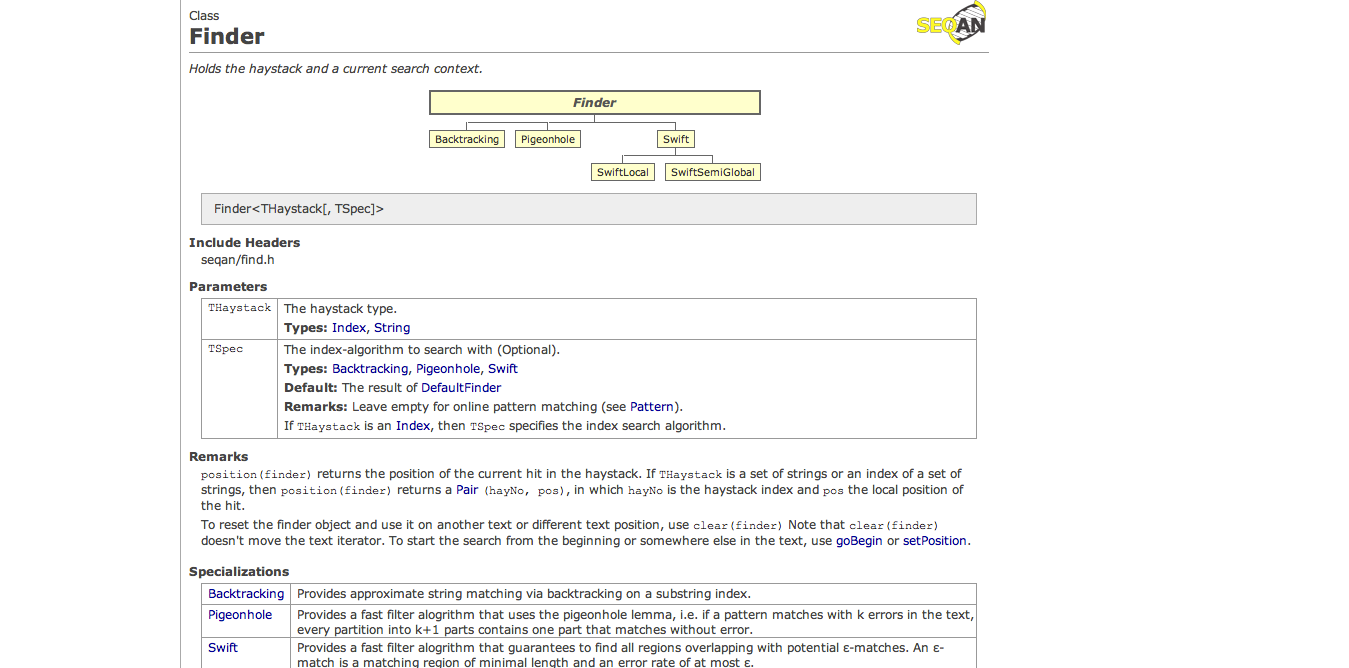 Class
SEQAN
Finder
Holds the haystack and a current search context.
Finder
Backtracking Pigeonhole Swift
SwiftLocal SwiftSemiGlobal
Finder<THaystack[, TSpec]>
Include Headers
seqan/find.h
Parameters
THaystack The haystack type.
Types: Index, String
TSpec The index-algorithm to search with (Optional).
Types: Backtracking, Pigeonhole, Swift
Default: The result of DefaultFinder
Remarks: Leave empty for online pattern matching (see Pattern).
If THaystack is an Index, then TSpec specifies the index search algorithm.
Remarks
position(finder) returns the position of the current hit in the haystack. If THaystack is a set of strings or an index of a set of
strings, then position(finder) returns a Pair (hayNo, pos), in which hayNo is the haystack index and pos the local position of
the hit.
To reset the finder object and use it on another text or different text position, use clear(finder) Note that clear(finder)
doesn't move the text iterator. To start the search from the beginning or somewhere else in the text, use goBegin or setPosition.
Specializations
Backtracking Provides approximate string matching via backtracking on a substring index.
Pigeonhole Provides a fast filter alogrithm that uses the pigeonhole lemma, i.e. if a pattern matches with k errors in the text,
every partition into k+1 parts contains one part that matches without error.
Swift Provides a fast filter alogrithm that guarantees to find all regions overlapping with potential ε-matches. An ε-
match is a matching region of minimal length and an error rate of at most ε.